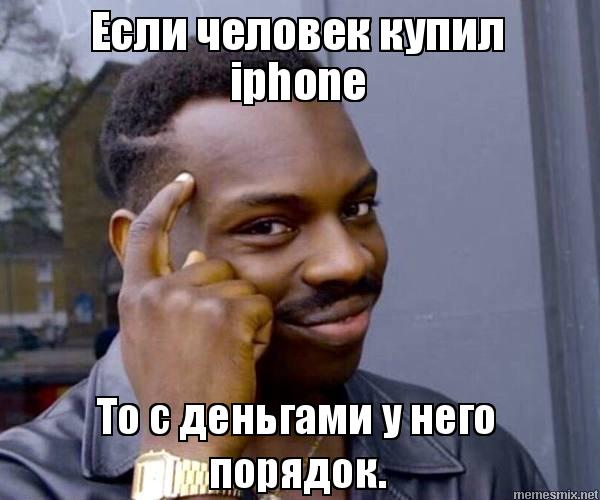 Если человек купил
iphone
То с деньгами у него
порядок.
memesmix.net